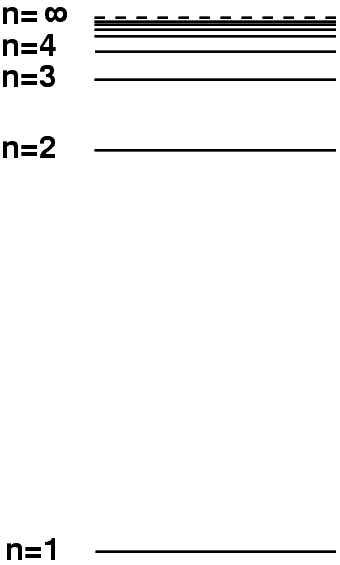 n= ∞
n=4
n=3
n=2
n=1